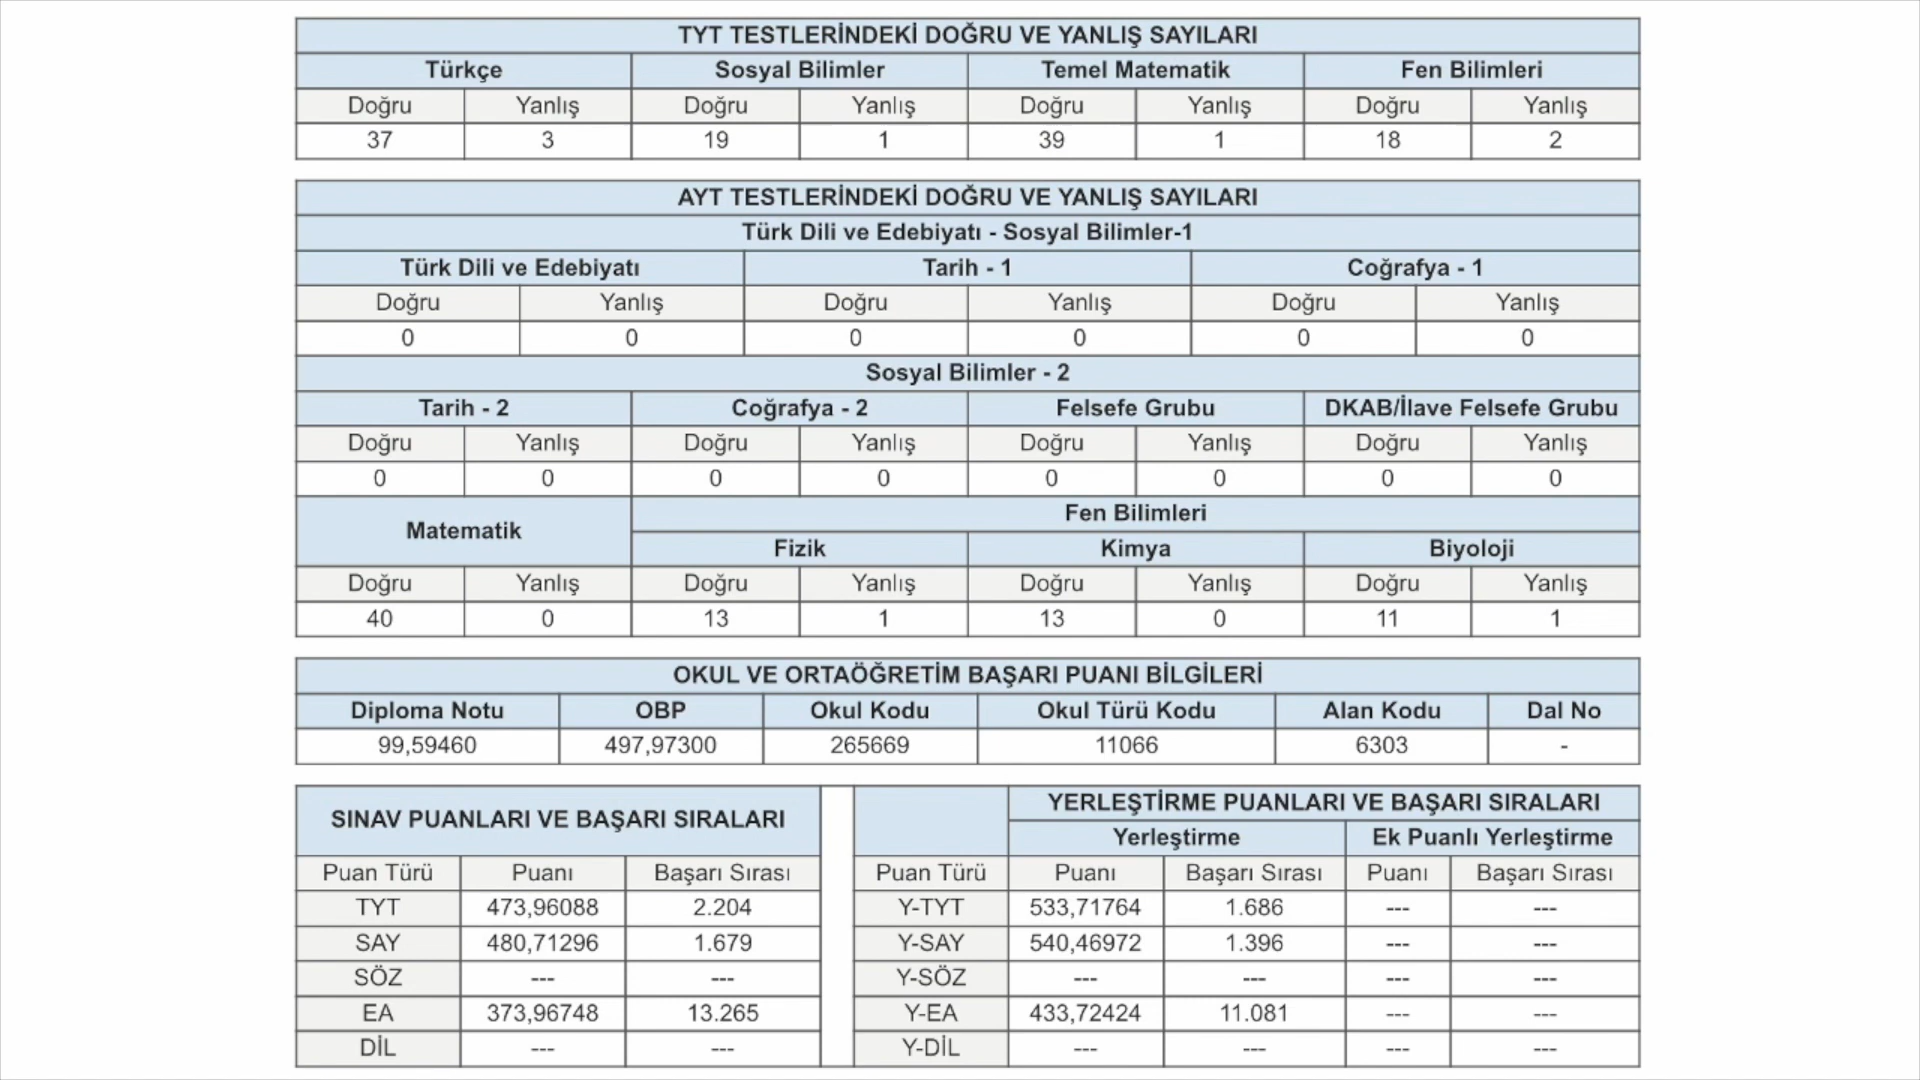 TYT TESTLERİNDEKİ DOĞRU VE YANLIŞ SAYILARI
Türkçe Sosyal Bilimler Temel Matematik Fen Bilimleri
Doğru Yanlış Doğru Yanlış Doğru Yanlış Doğru Yanlış
37 3 19 1 39 1 18 2
AYT TESTLERİNDEKİ DOĞRU VE YANLIŞ SAYILARI
Türk Dili ve Edebiyatı - Sosyal Bilimler-1
Türk Dili ve Edebiyatı Tarih - 1 Coğrafya - 1
Doğru Yanlış Doğru Yanlış Doğru Yanlış
0 0 0 0 0 0
Sosyal Bilimler - 2
Tarih - 2 Coğrafya - 2 Felsefe Grubu DKAB/İlave Felsefe Grubu
Doğru Yanlış Doğru Yanlış Doğru Yanlış Doğru Yanlış
0 0 0 0 0 0 0 0
Matematik Fen Bilimleri
Fizik Kimya Biyoloji
Doğru Yanlış Doğru Yanlış Doğru Yanlış Doğru Yanlış
40 0 13 1 13 0 11 1
OKUL VE ORTAÖĞRETİM BAŞARI PUANI BİLGİLERİ
Diploma Notu OBP Okul Kodu Okul Türü Kodu Alan Kodu Dal No
99,59460 497,97300 265669 11066 6303 -
SINAV PUANLARI VE BAŞARI SIRALARI
Puan Türü Puanı Başarı Sırası
TYT 473,96088 2.204
SAY 480,71296 1.679
SÖZ --- ---
EA 373,96748 13.265
DİL --- ---
YERLEŞTİRME PUANLARI VE BAŞARI SIRALARI
Yerleştirme Ek Puanlı Yerleştirme
Puan Türü Puanı Başarı Sırası Puanı Başarı Sırası
Y-TYT 533,71764 1.686 --- ---
Y-SAY 540,46972 1.396 --- ---
Y-SÖZ --- --- --- ---
Y-EA 433,72424 11.081 --- ---
Y-DİL --- --- --- ---